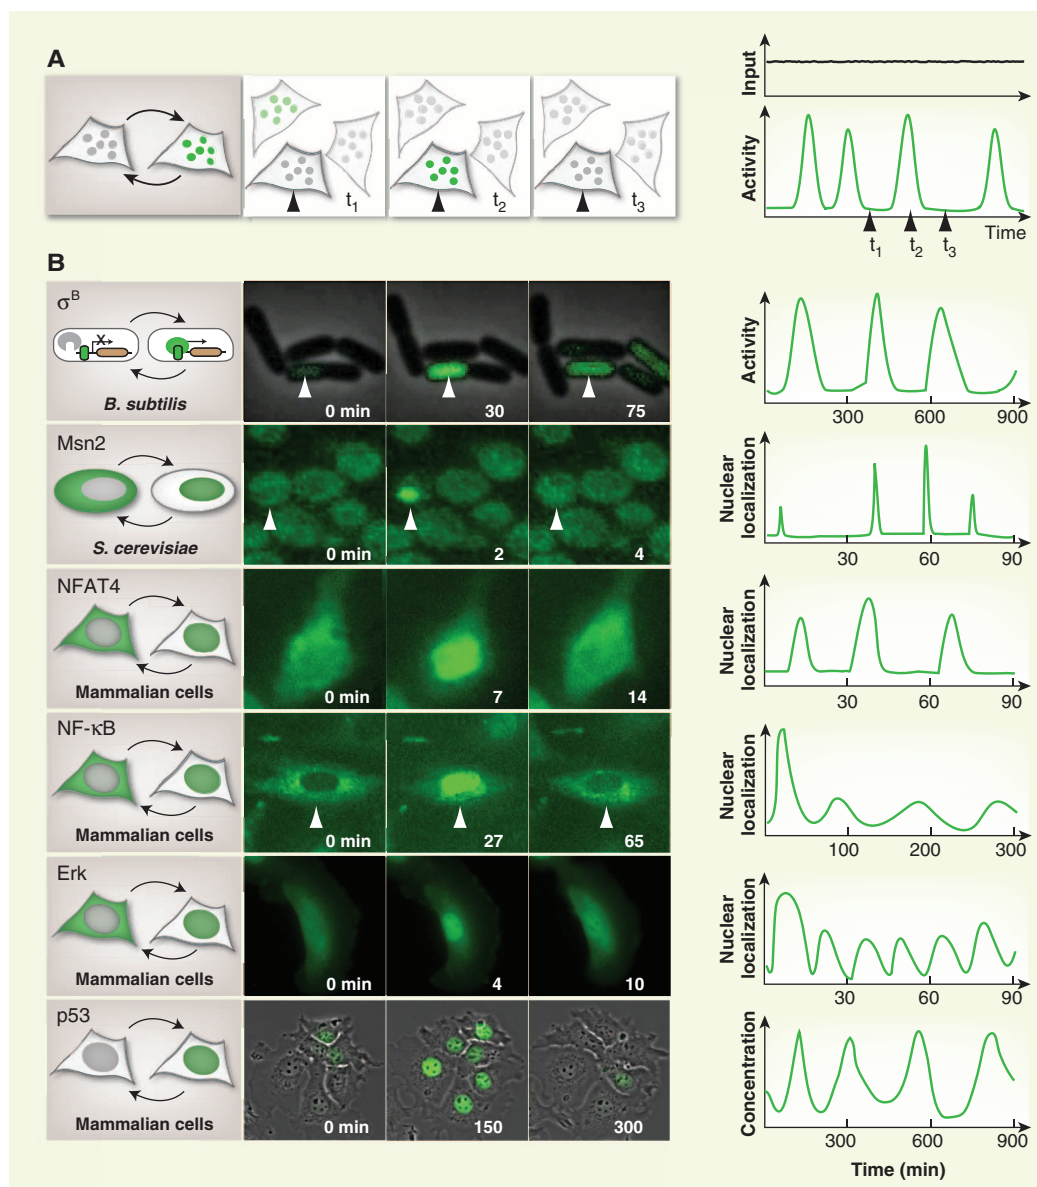 A
t1
t2
t3
Input
Activity
t1
t2
t3
Time
B
σB
X
B. subtilis
0 min
30
75
Activity
300
600
900
Msn2
S. cerevisiae
0 min
2
4
Nuclear
localization
30
60
90
NFAT4
Mammalian cells
0 min
7
14
Nuclear
localization
30
60
90
NF-κB
Mammalian cells
0 min
27
65
Nuclear
localization
100
200
300
Erk
Mammalian cells
0 min
4
10
Nuclear
localization
30
60
90
p53
Mammalian cells
0 min
150
300
Concentration
300
600
900
Time (min)